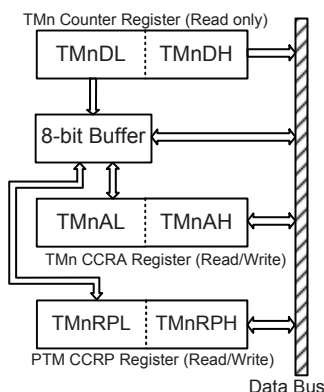 TMn Counter Register (Read only)
TMnDL TMnDH
8-bit Buffer
TMnAL TMnAH
TMn CCRA Register (Read/Write)
TMnRPL TMnRPH
PTM CCRP Register (Read/Write)
Data Bus